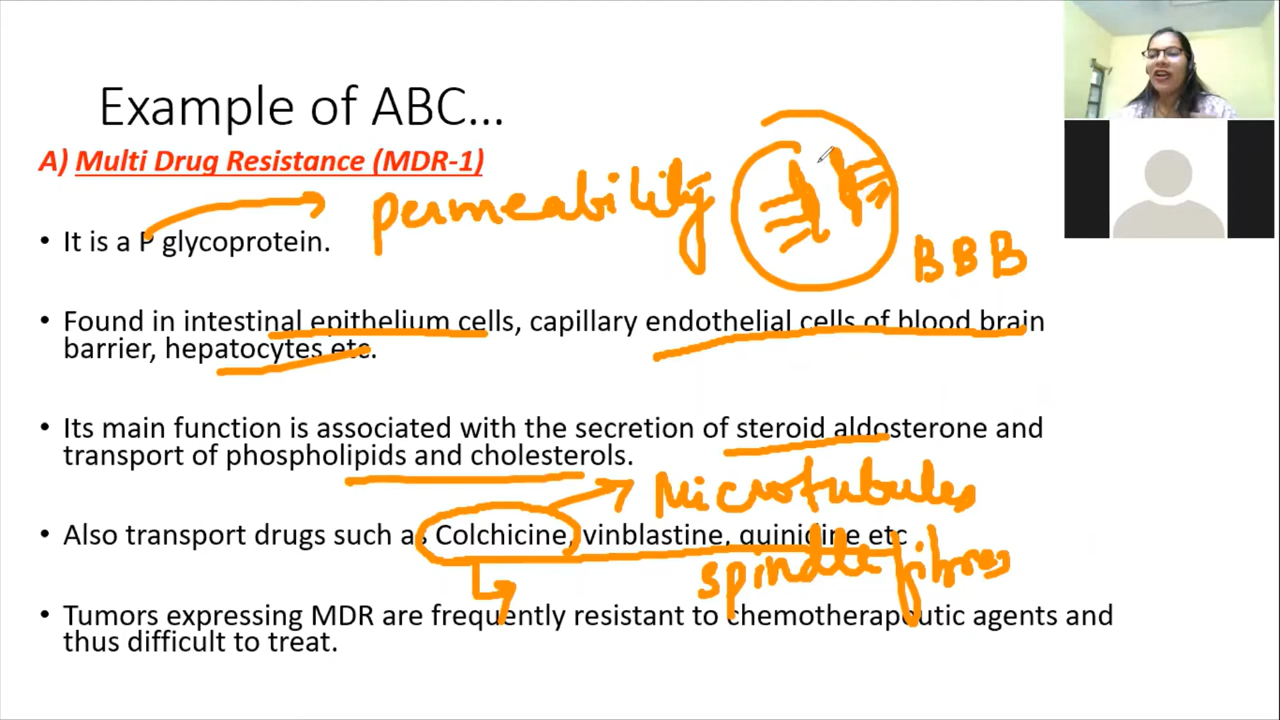 Example of ABC...
A) Multi Drug Resistance (MDR-1)
permeability
• It is a P glycoprotein.
BBB
• Found in intestinal epithelium cells, capillary endothelial cells of blood brain
barrier, hepatocytes etc.
• Its main function is associated with the secretion of steroid aldosterone and
transport of phospholipids and cholesterols.
Microtubules
• Also transport drugs such as Colchicine, vinblastine, quinidine etc
spindle fibres
• Tumors expressing MDR are frequently resistant to chemotherapeutic agents and
thus difficult to treat.